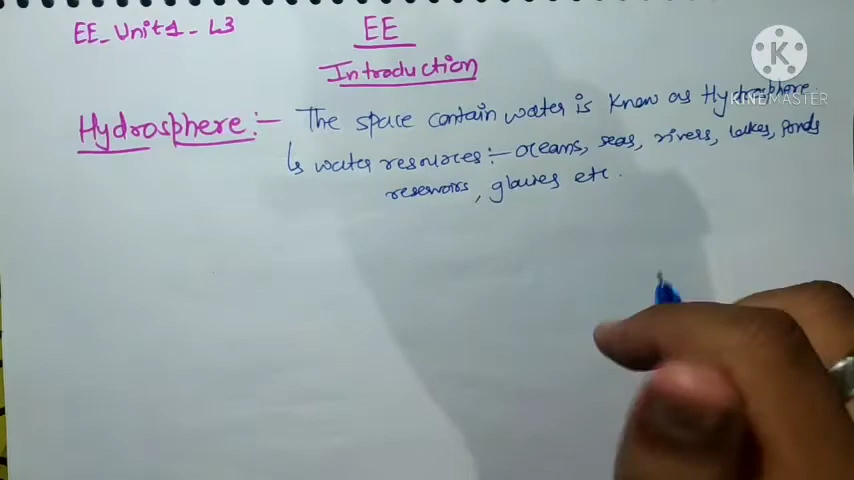 EE_Unit1 - L3
EE
Introduction
Hydrosphere :- The space contain water is know as Hydrosphere.
↳ water resources :- oceans, seas, rivers, lakes, ponds
reservoirs, glaciers etc.
KINEMASTER